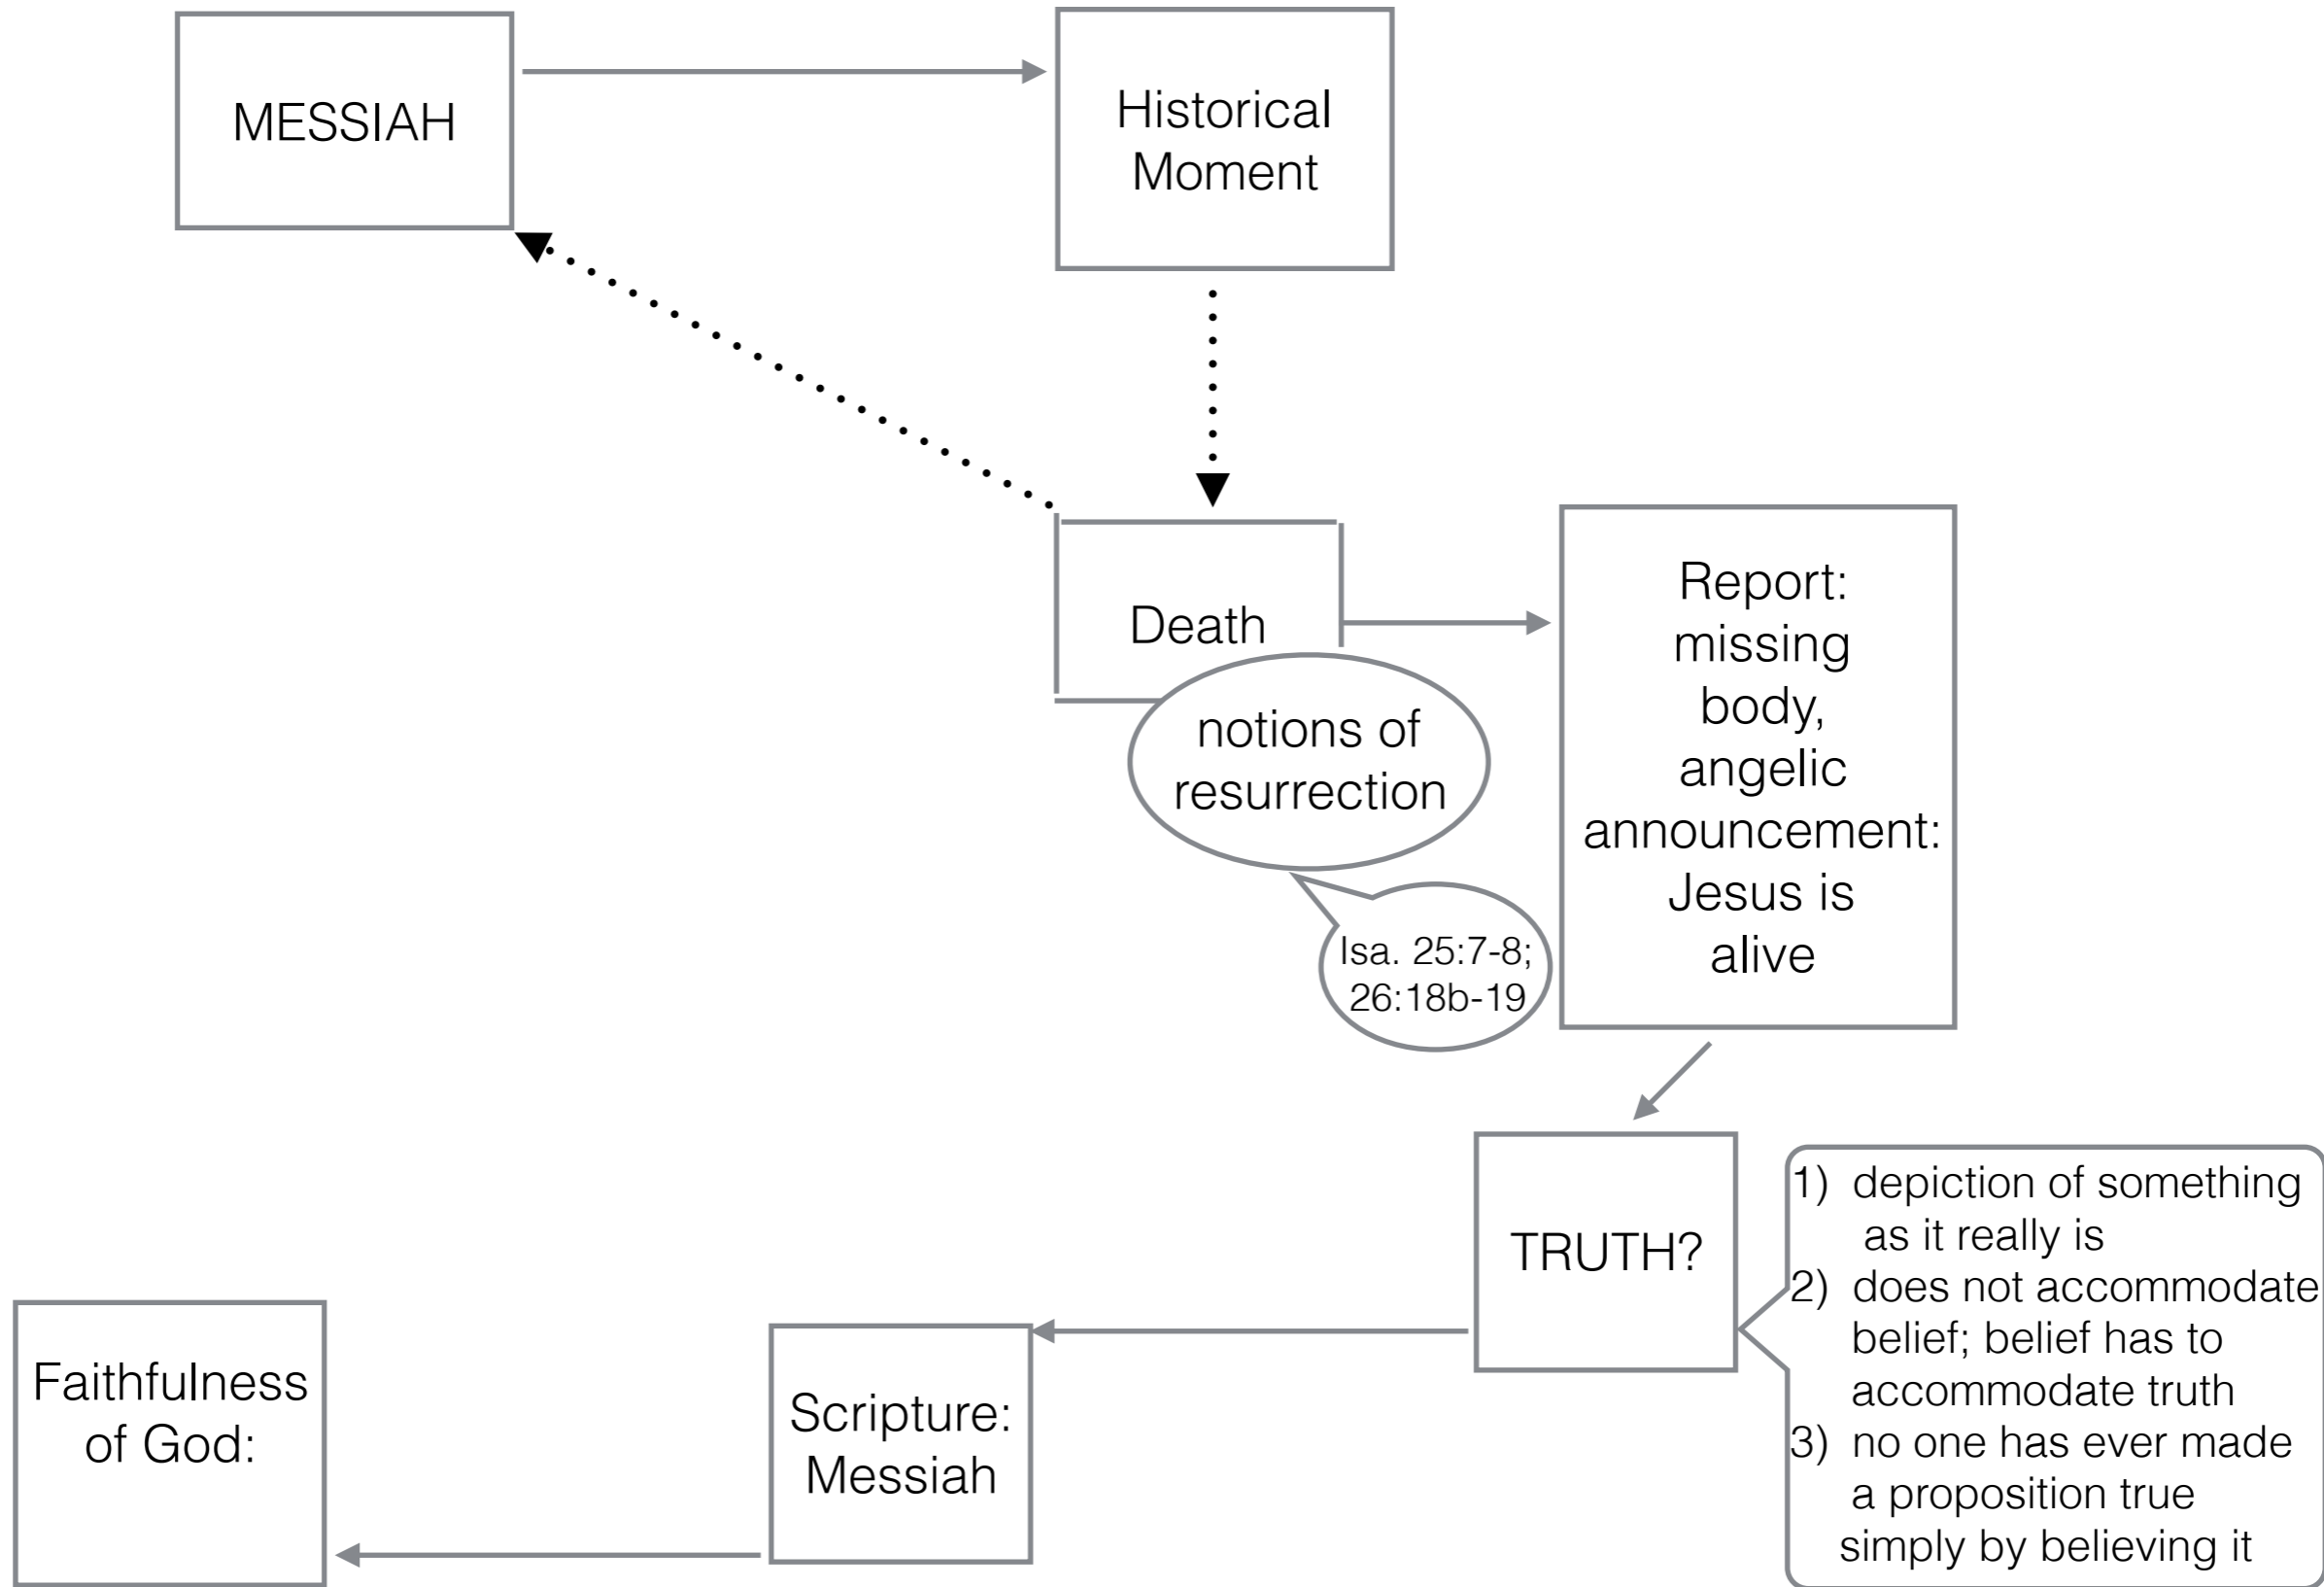 MESSIAH
Historical
Moment
Death
notions of
resurrection
Isa. 25:7-8;
26:18b-19
Report:
missing
body,
angelic
announcement:
Jesus is
alive
TRUTH?
1) depiction of something
as it really is
2) does not accommodate
belief; belief has to
accommodate truth
3) no one has ever made
a proposition true
simply by believing it
Scripture:
Messiah
Faithfulness
of God: